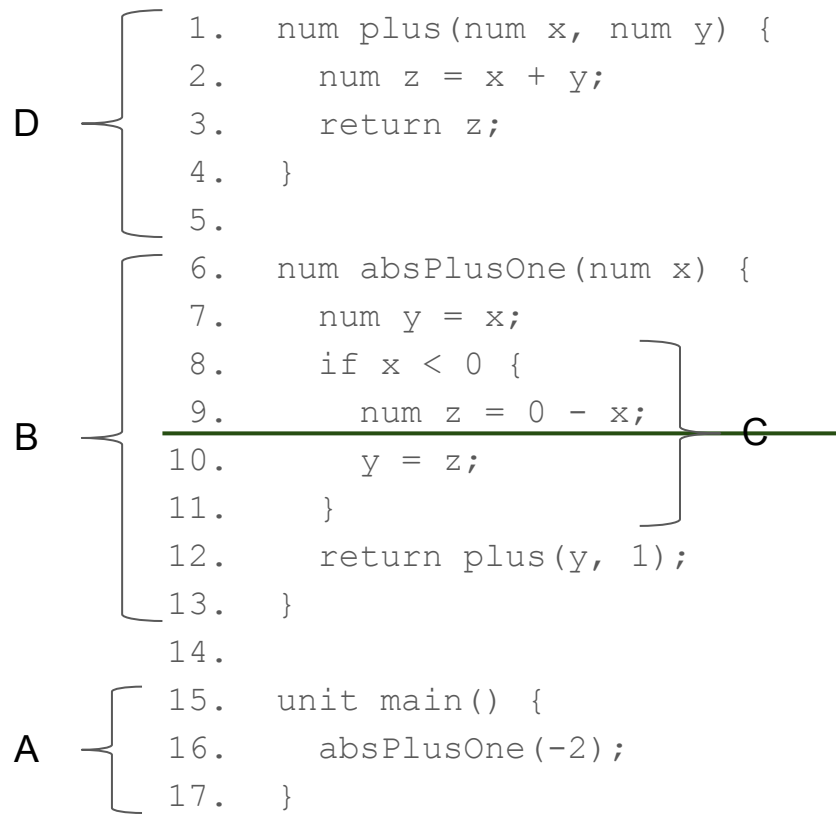 1. num plus(num x, num y) {
2. num z = x + y;
D 3. return z;
4. }
5.
6. num absPlusOne(num x) {
7. num y = x;
8. if x < 0 {
9. num z = 0 - x;
B C
10. y = z;
11. }
12. return plus(y, 1);
13. }
14.
15. unit main() {
A 16. absPlusOne(-2);
17. }